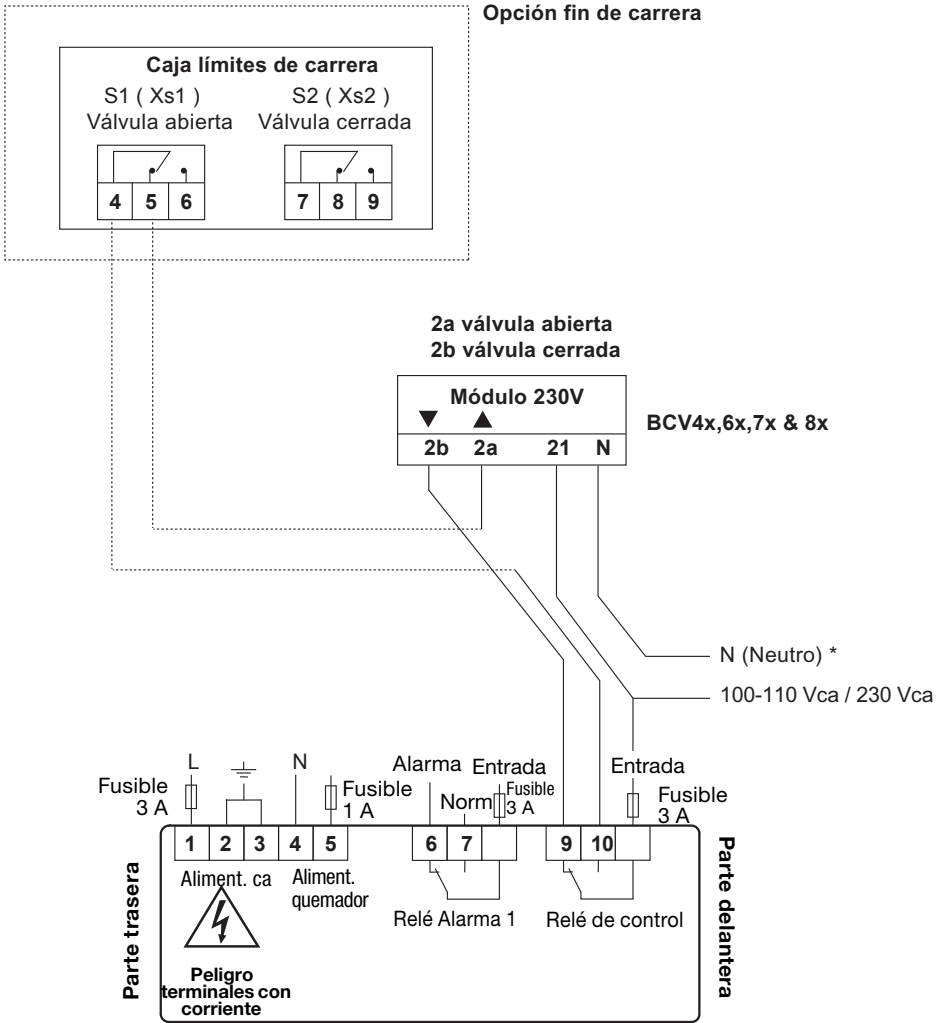 Opción fin de carrera
Caja límites de carrera
S1 ( Xs1 )
Válvula abierta
S2 ( Xs2 )
Válvula cerrada
4 5 6
7 8 9
2a válvula abierta
2b válvula cerrada
Módulo 230V
2b 2a 21 N
BCV4x,6x,7x & 8x
N (Neutro) *
100-110 Vca / 230 Vca
L
Fusible
3 A
N
Fusible
1 A
Alarma
Norm
Entrada
Fusible
3 A
Entrada
Fusible
3 A
1 2 3 4 5
6 7
9 10
Aliment. ca
Aliment.
quemador
Relé Alarma 1
Relé de control
Peligro
terminales con
corriente
Parte trasera
Parte delantera